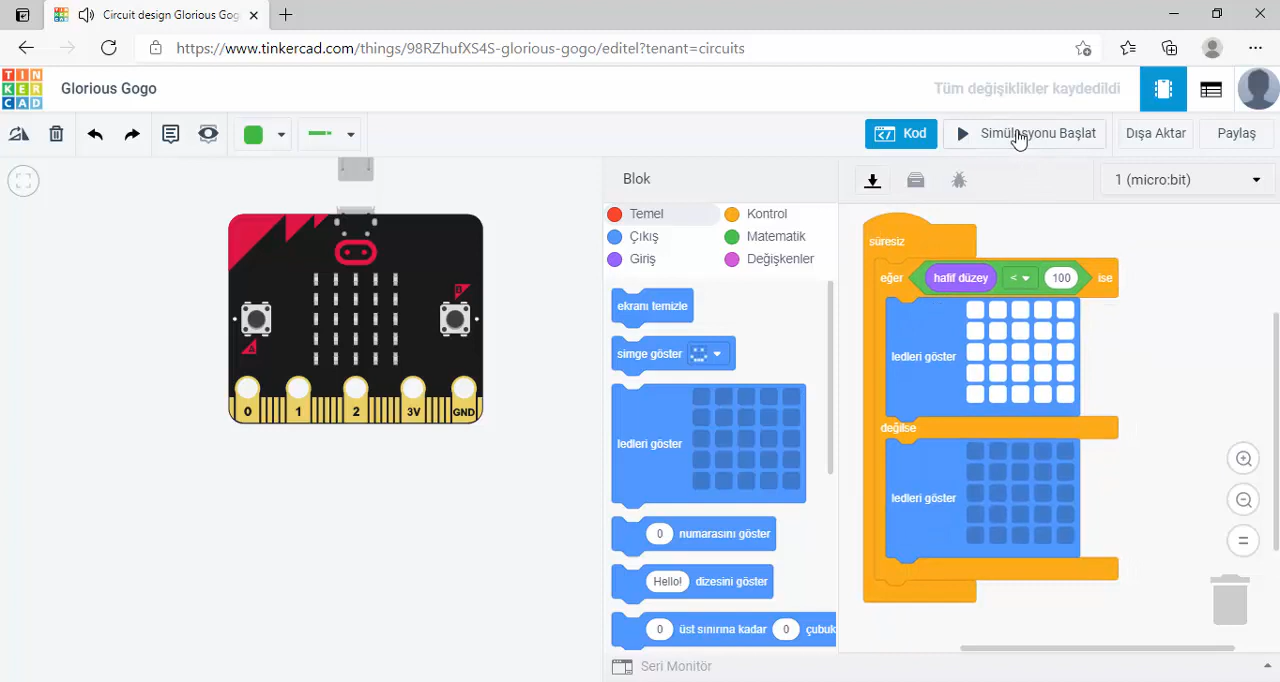 Circuit design Glorious Gogo
https://www.tinkercad.com/things/98RZhufXS4S-glorious-gogo/editel?tenant=circuits
TIN
KER
CAD
Glorious Gogo
Tüm değişiklikler kaydedildi
Kod
Simülasyonu Başlat
Dışa Aktar
Paylaş
Blok
1 (micro:bit)
Temel
Kontrol
Çıkış
Matematik
Giriş
Değişkenler
ekranı temizle
simge göster
ledleri göster
0 numarasını göster
Hello! dizesini göster
0 üst sınırına kadar 0 çubuk
süresiz
eğer hafif düzey < 100 ise
ledleri göster
değilse
ledleri göster
A
B
0 1 2 3V GND
Seri Monitör